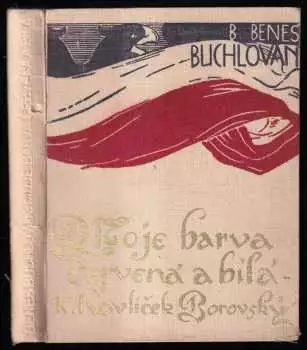 B. BENEŠ
BUCHLOVAN
Moje barva
červená a bílá
K. Havlíček Borovský